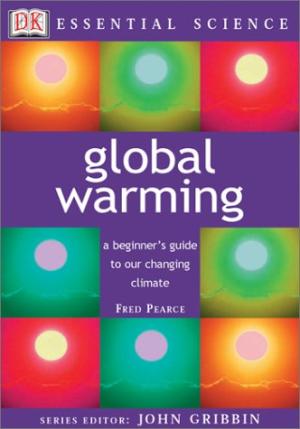 DK ESSENTIAL SCIENCE
global
warming
a beginner's guide
to our changing
climate
FRED PEARCE
SERIES EDITOR: JOHN GRIBBIN